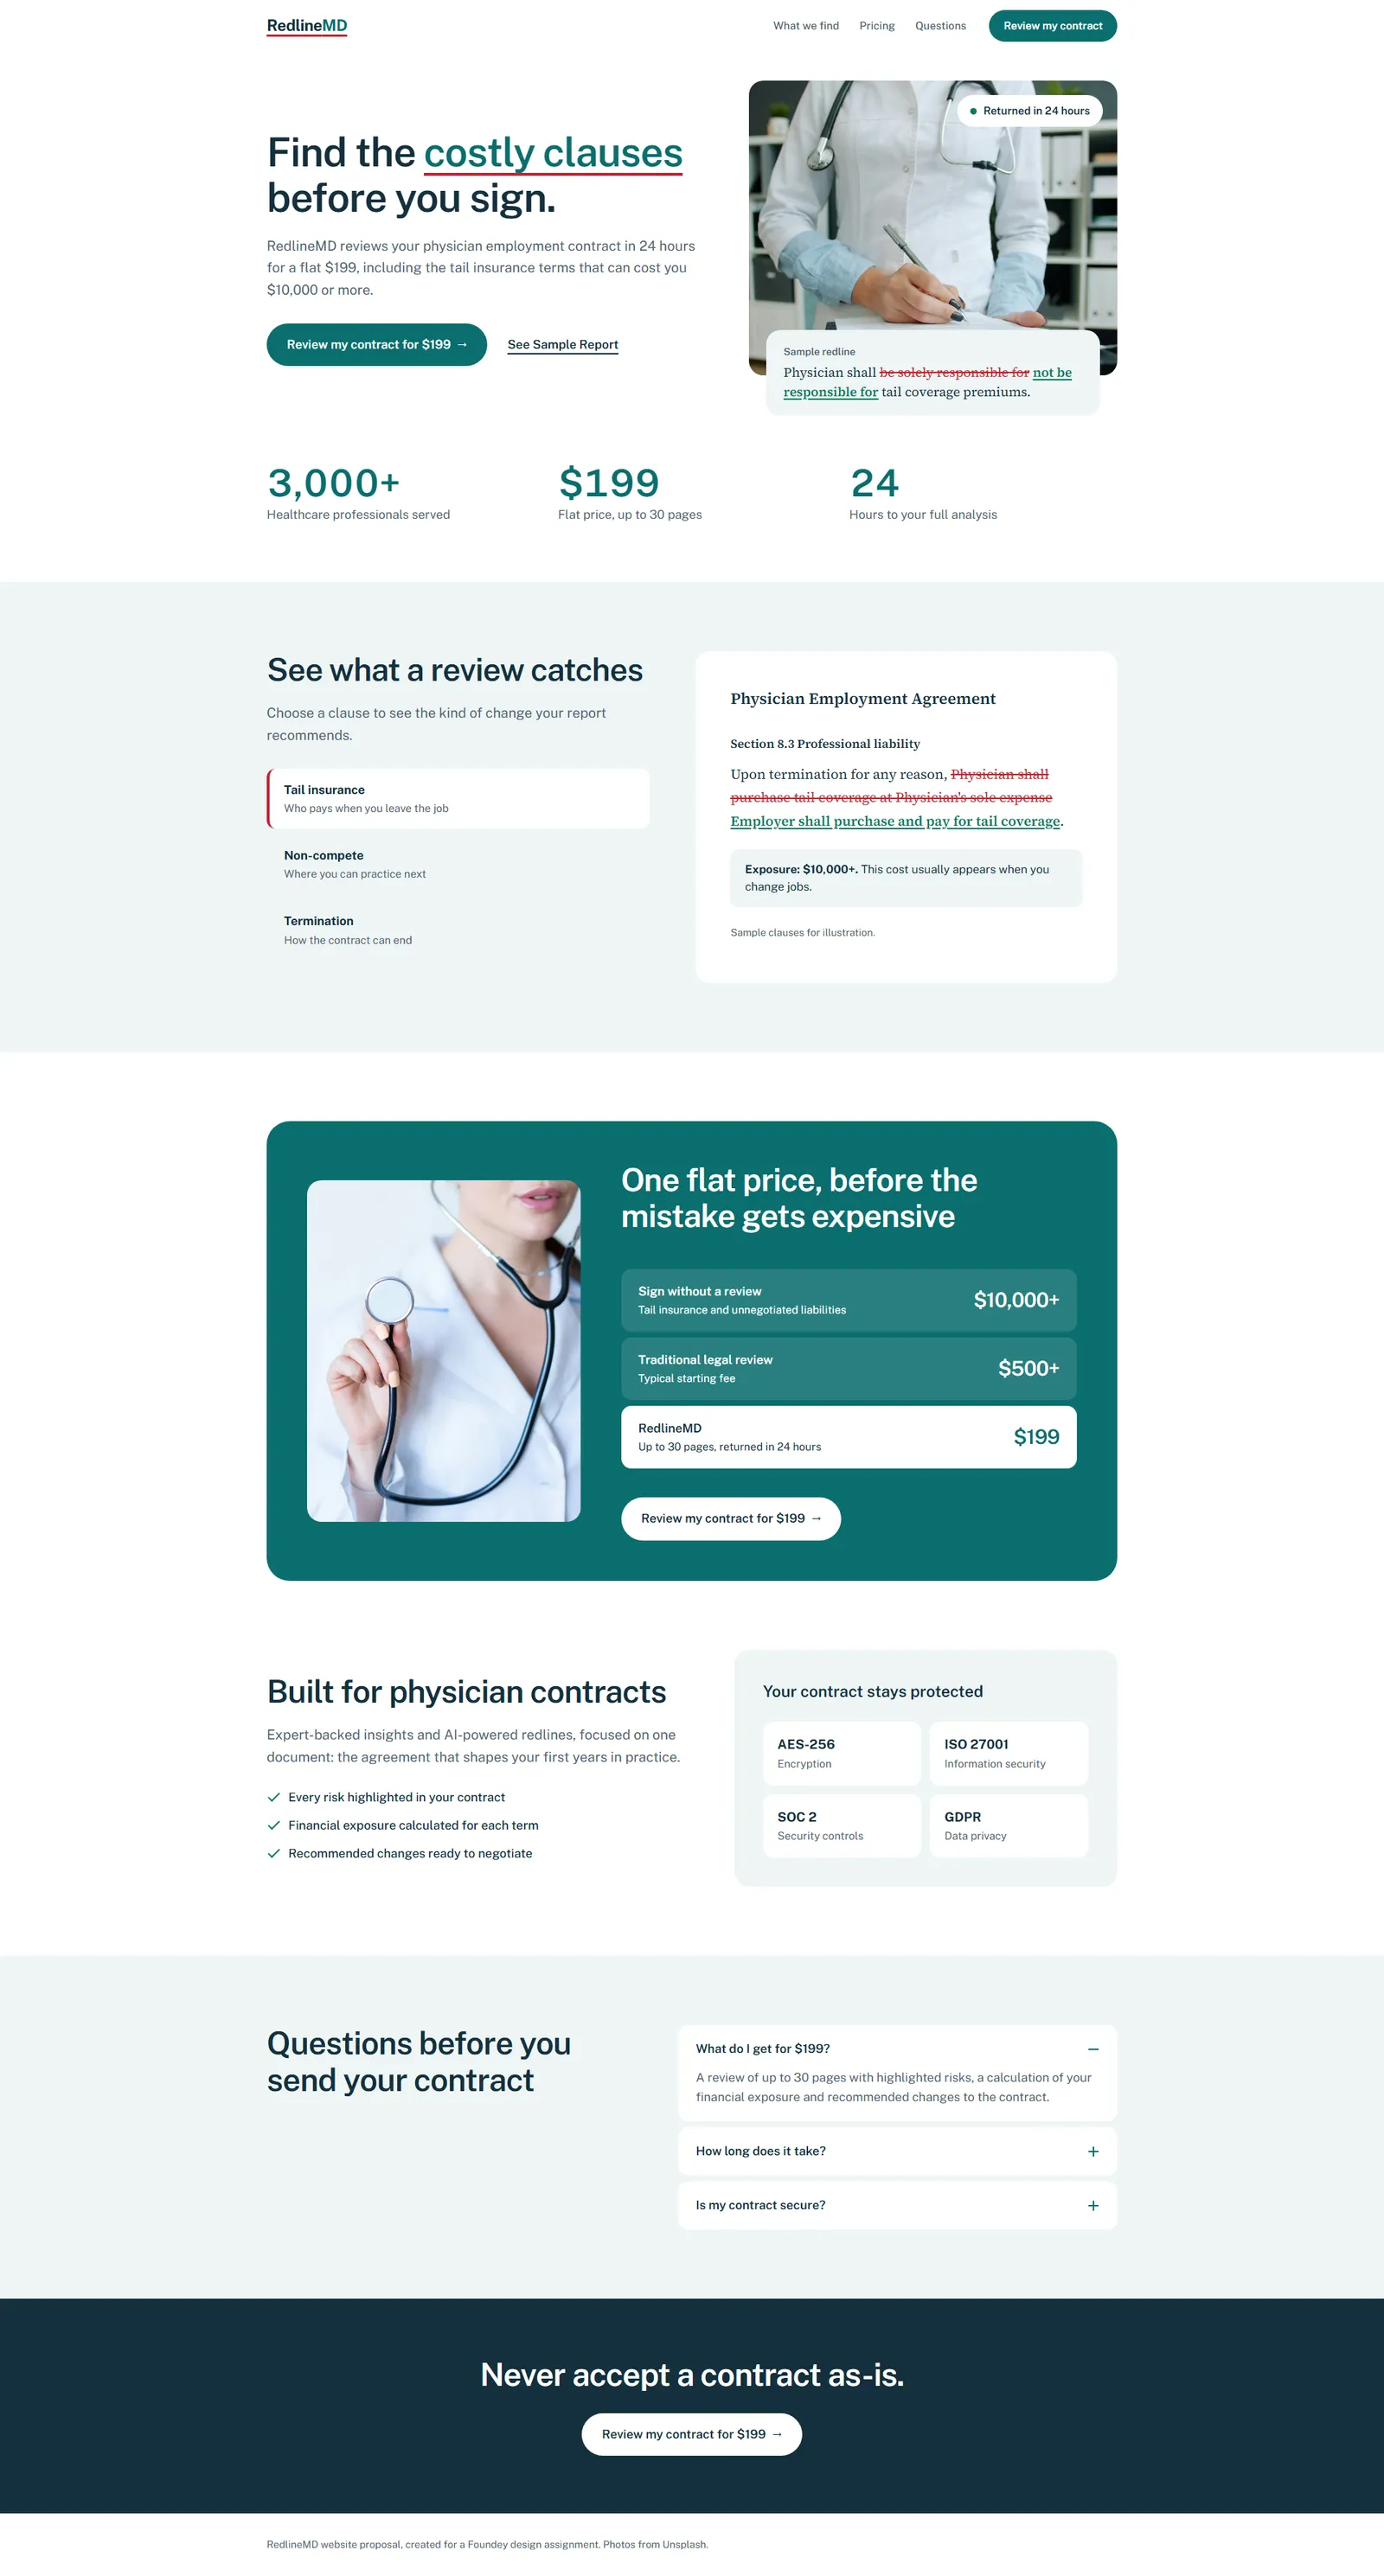 RedlineMD
What we find
Pricing
Questions
Review my contract
Returned in 24 hours
Find the costly clauses
before you sign.
RedlineMD reviews your physician employment contract in 24 hours
for a flat $199, including the tail insurance terms that can cost you
$10,000 or more.
Review my contract for $199 →
See Sample Report
Sample redline
Physician shall be solely responsible for not be
responsible for tail coverage premiums.
3,000+
Healthcare professionals served
$199
Flat price, up to 30 pages
24
Hours to your full analysis
See what a review catches
Choose a clause to see the kind of change your report
recommends.
Tail insurance
Who pays when you leave the job
Non-compete
Where you can practice next
Termination
How the contract can end
Physician Employment Agreement
Section 8.3 Professional liability
Upon termination for any reason, Physician shall
purchase tail coverage at Physician's sole expense
Employer shall purchase and pay for tail coverage.
Exposure: $10,000+. This cost usually appears when you
change jobs.
Sample clauses for illustration.
One flat price, before the
mistake gets expensive
Sign without a review
Tail insurance and unnegotiated liabilities
$10,000+
Traditional legal review
Typical starting fee
$500+
RedlineMD
Up to 30 pages, returned in 24 hours
$199
Review my contract for $199 →
Built for physician contracts
Expert-backed insights and AI-powered redlines, focused on one
document: the agreement that shapes your first years in practice.
Every risk highlighted in your contract
Financial exposure calculated for each term
Recommended changes ready to negotiate
Your contract stays protected
AES-256
Encryption
ISO 27001
Information security
SOC 2
Security controls
GDPR
Data privacy
Questions before you
send your contract
What do I get for $199?
A review of up to 30 pages with highlighted risks, a calculation of your
financial exposure and recommended changes to the contract.
How long does it take?
Is my contract secure?
Never accept a contract as-is.
Review my contract for $199 →
RedlineMD website proposal, created for a Foundey design assignment. Photos from Unsplash.